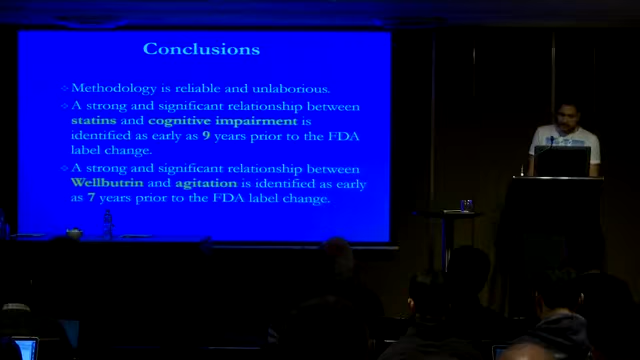 Conclusions
Methodology is reliable and unlaborious.
A strong and significant relationship between
statins and cognitive impairment is
identified as early as 9 years prior to the FDA
label change.
A strong and significant relationship between
Wellbutrin and agitation is identified as early
as 7 years prior to the FDA label change.